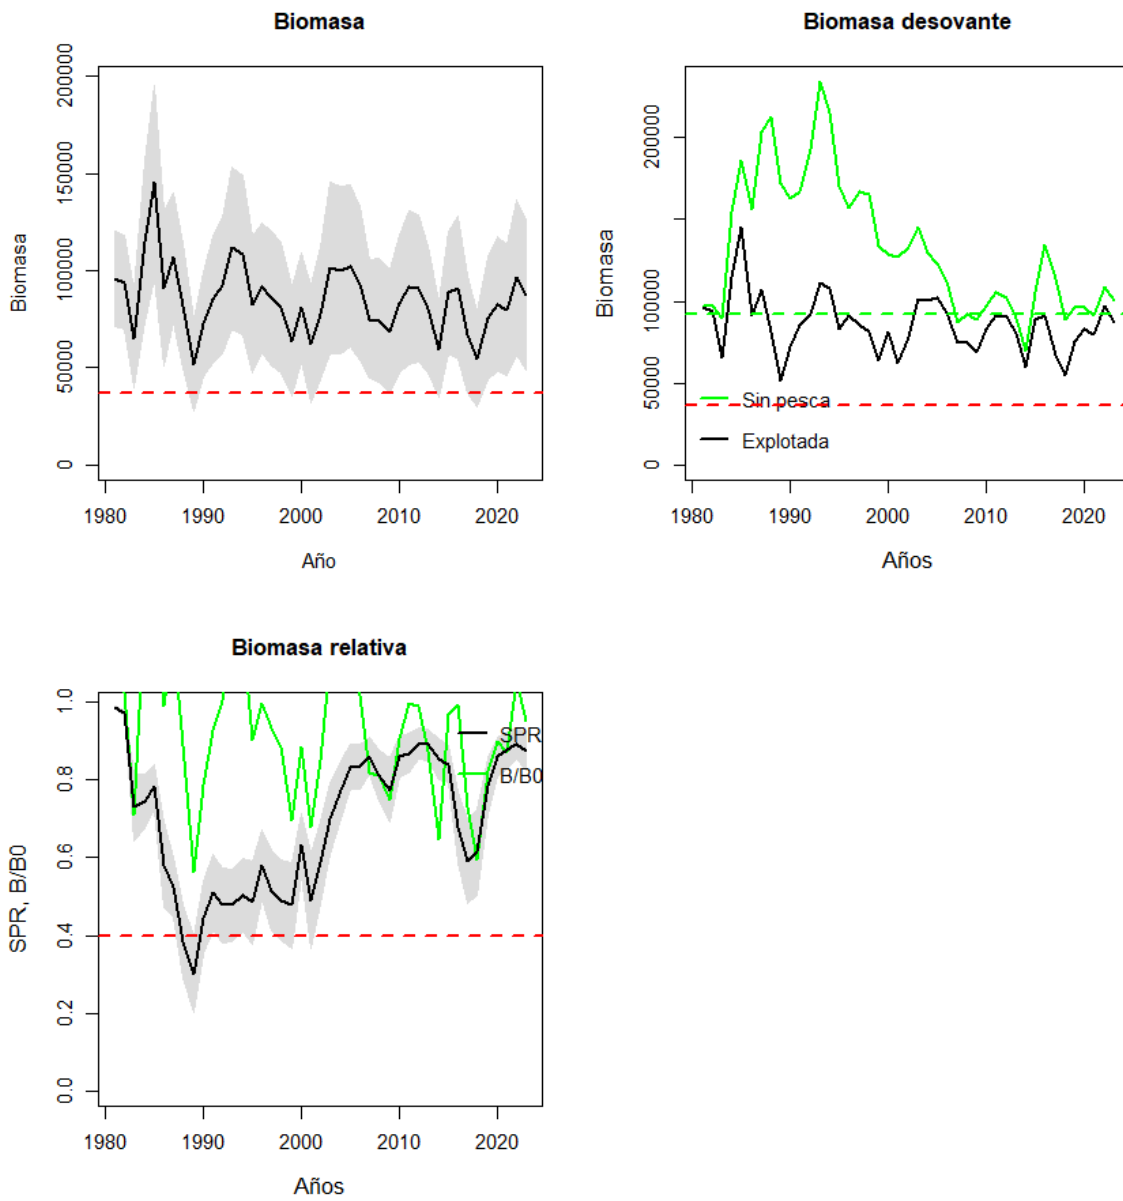 Biomasa
Biomasa
200000
150000
100000
50000
0
1980 1990 2000 2010 2020
Año
Biomasa desovante
Biomasa
200000
100000
50000
0
Sin pesca
Explotada
1980 1990 2000 2010 2020
Años
Biomasa relativa
SPR, B/B0
1.0
0.8
0.6
0.4
0.2
0.0
SPR
B/B0
1980 1990 2000 2010 2020
Años